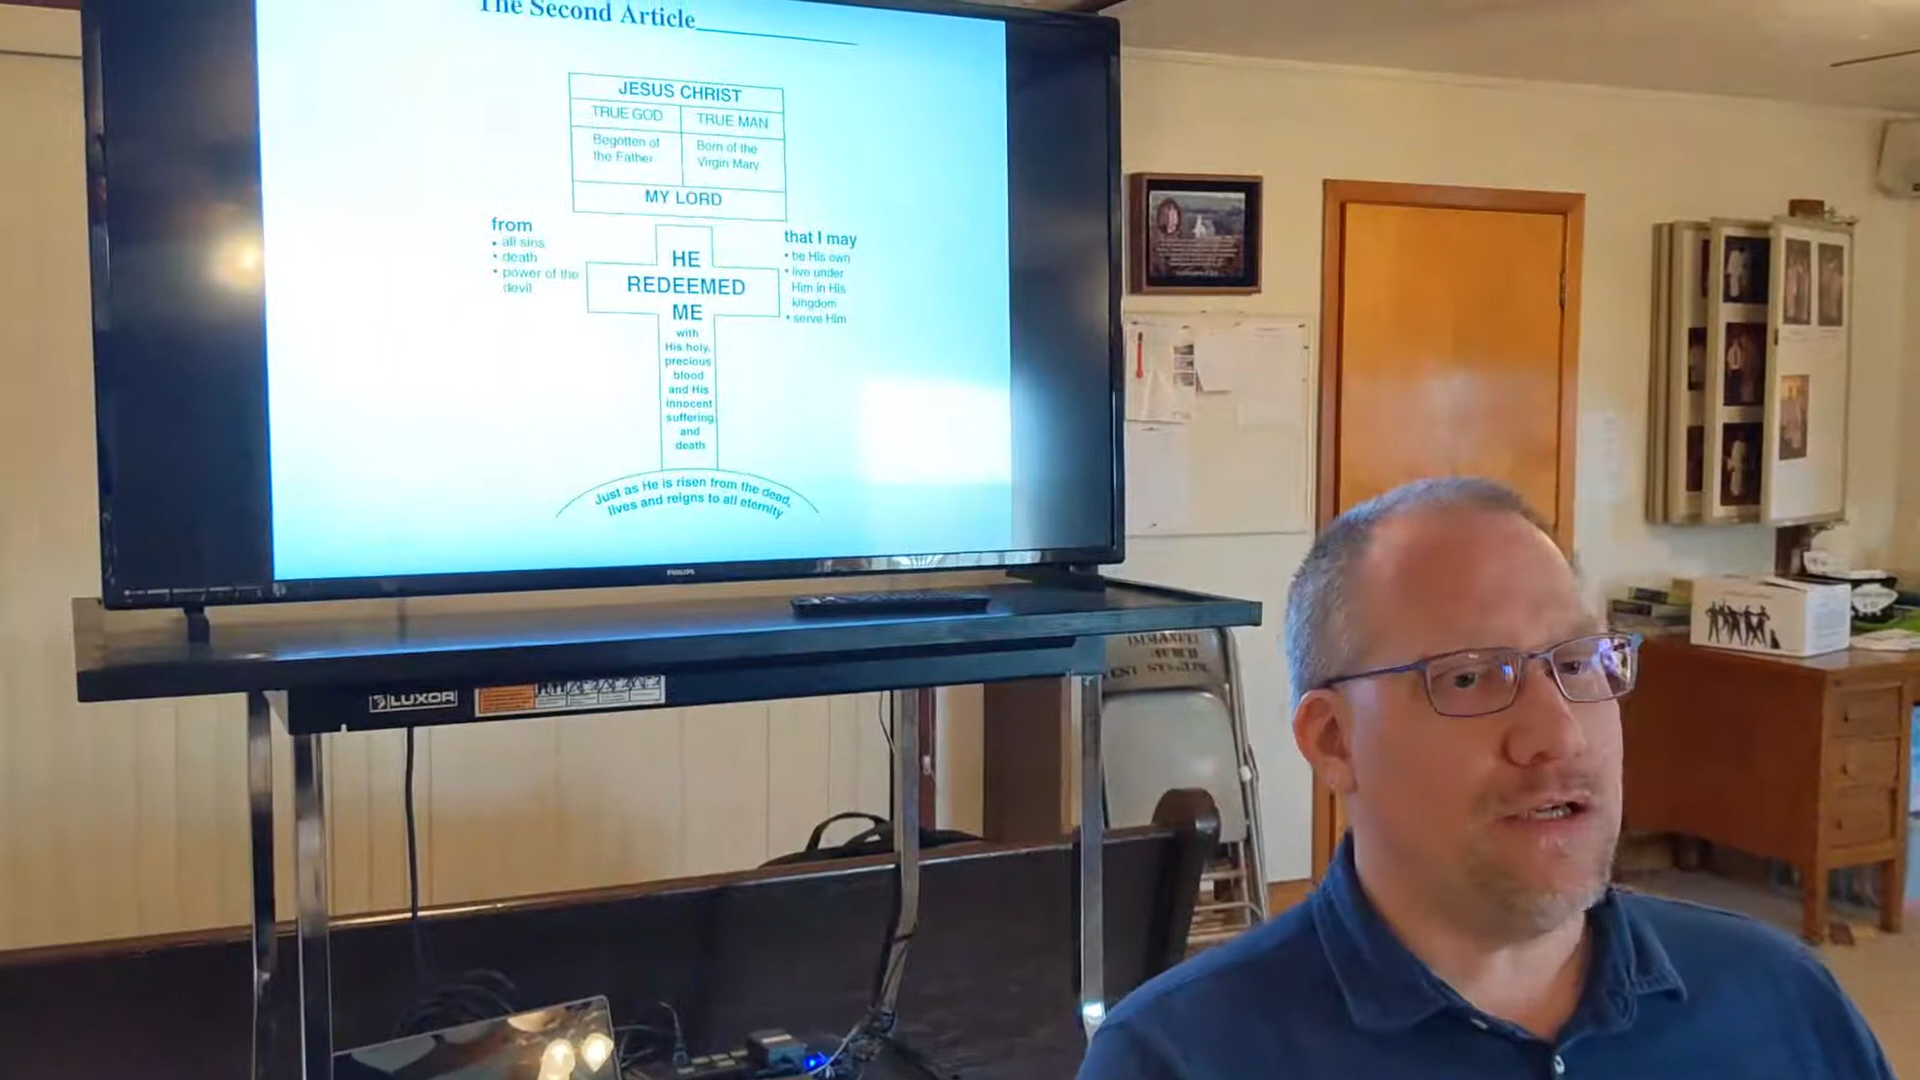 The Second Article
JESUS CHRIST
TRUE GOD
TRUE MAN
Begotten of
the Father
Born of the
Virgin Mary
MY LORD
from
• all sins
• death
• power of the
devil
HE
REDEEMED
ME
with
His holy,
precious
blood
and His
innocent
suffering
and
death
that I may
• be His own
• live under
Him in His
kingdom
• serve Him
Just as He is risen from the dead,
lives and reigns to all eternity
PHILIPS
LUXOR
IMMANUEL